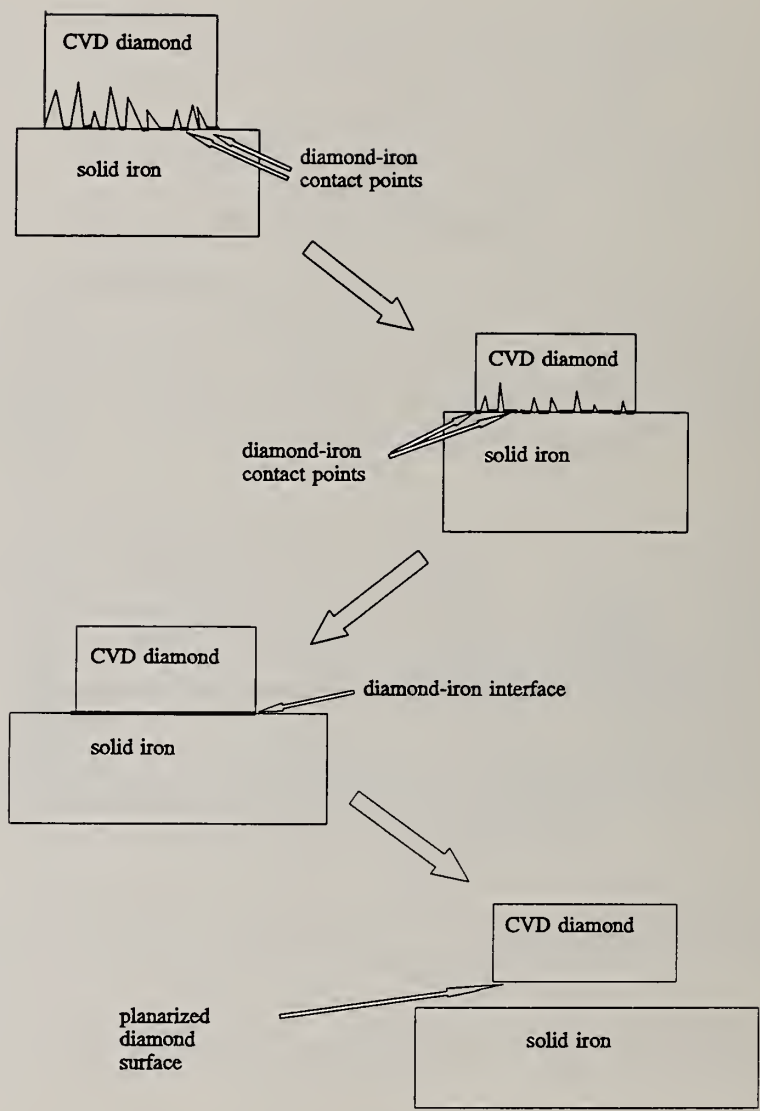 CVD diamond
solid iron
diamond-iron
contact points
CVD diamond
diamond-iron
contact points
solid iron
CVD diamond
diamond-iron interface
solid iron
CVD diamond
planarized
diamond
surface
solid iron